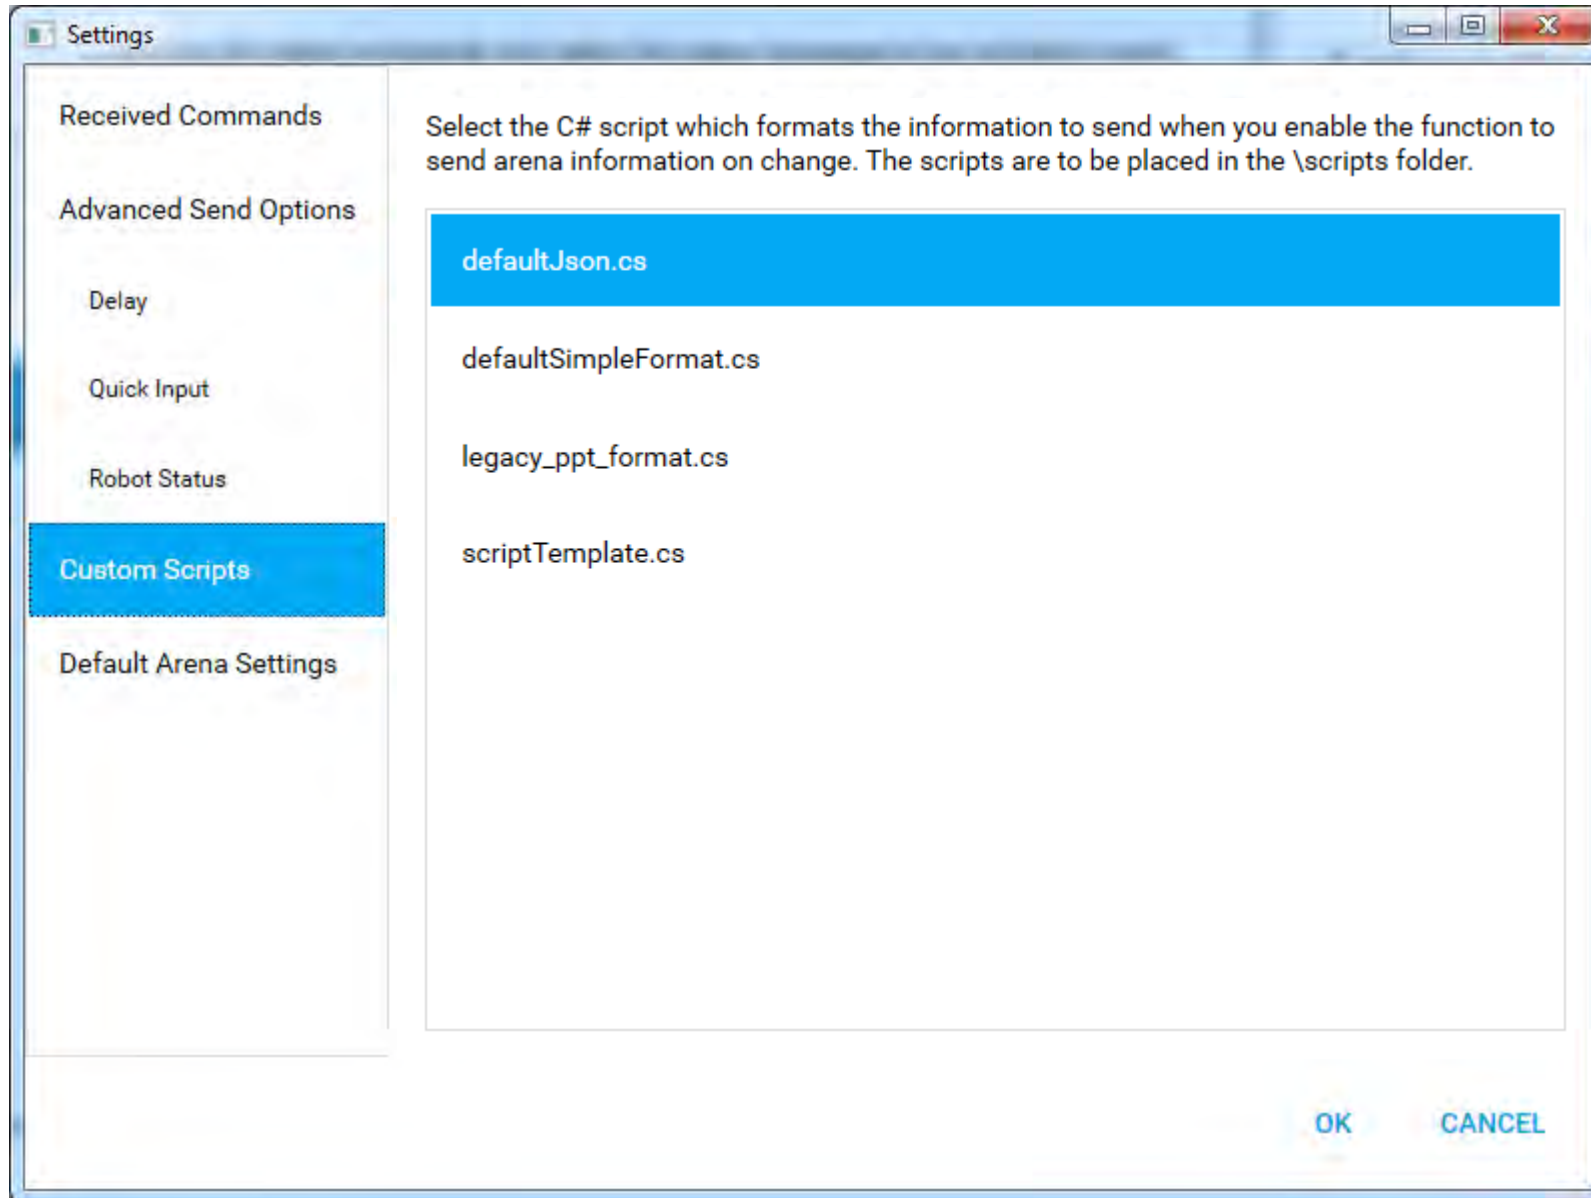 Settings
Received Commands
Advanced Send Options
Delay
Quick Input
Robot Status
Custom Scripts
Default Arena Settings
Select the C# script which formats the information to send when you enable the function to
send arena information on change. The scripts are to be placed in the \scripts folder.
defaultJson.cs
defaultSimpleFormat.cs
legacy_ppt_format.cs
scriptTemplate.cs
OK
CANCEL